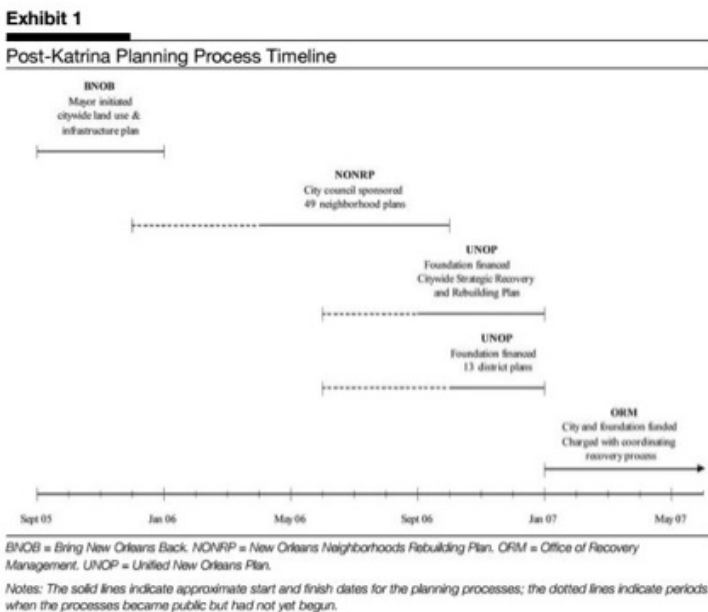 Exhibit 1
Post-Katrina Planning Process Timeline
BNOB
Mayor initiated
citywide land use &
infrastructure plan
NONRP
City council sponsored
49 neighborhood plans
UNOP
Foundation financed
Citywide Strategic Recovery
and Rebuilding Plan
UNOP
Foundation financed
13 district plans
ORM
City and foundation funded
Charged with coordinating
recovery process
Sept 05 Jan 06 May 06 Sept 06 Jan 07 May 07
BNOB = Bring New Orleans Back. NONRP = New Orleans Neighborhoods Rebuilding Plan. ORM = Office of Recovery
Management. UNOP = Unified New Orleans Plan.
Notes: The solid lines indicate approximate start and finish dates for the planning processes; the dotted lines indicate periods
when the processes became public but had not yet begun.